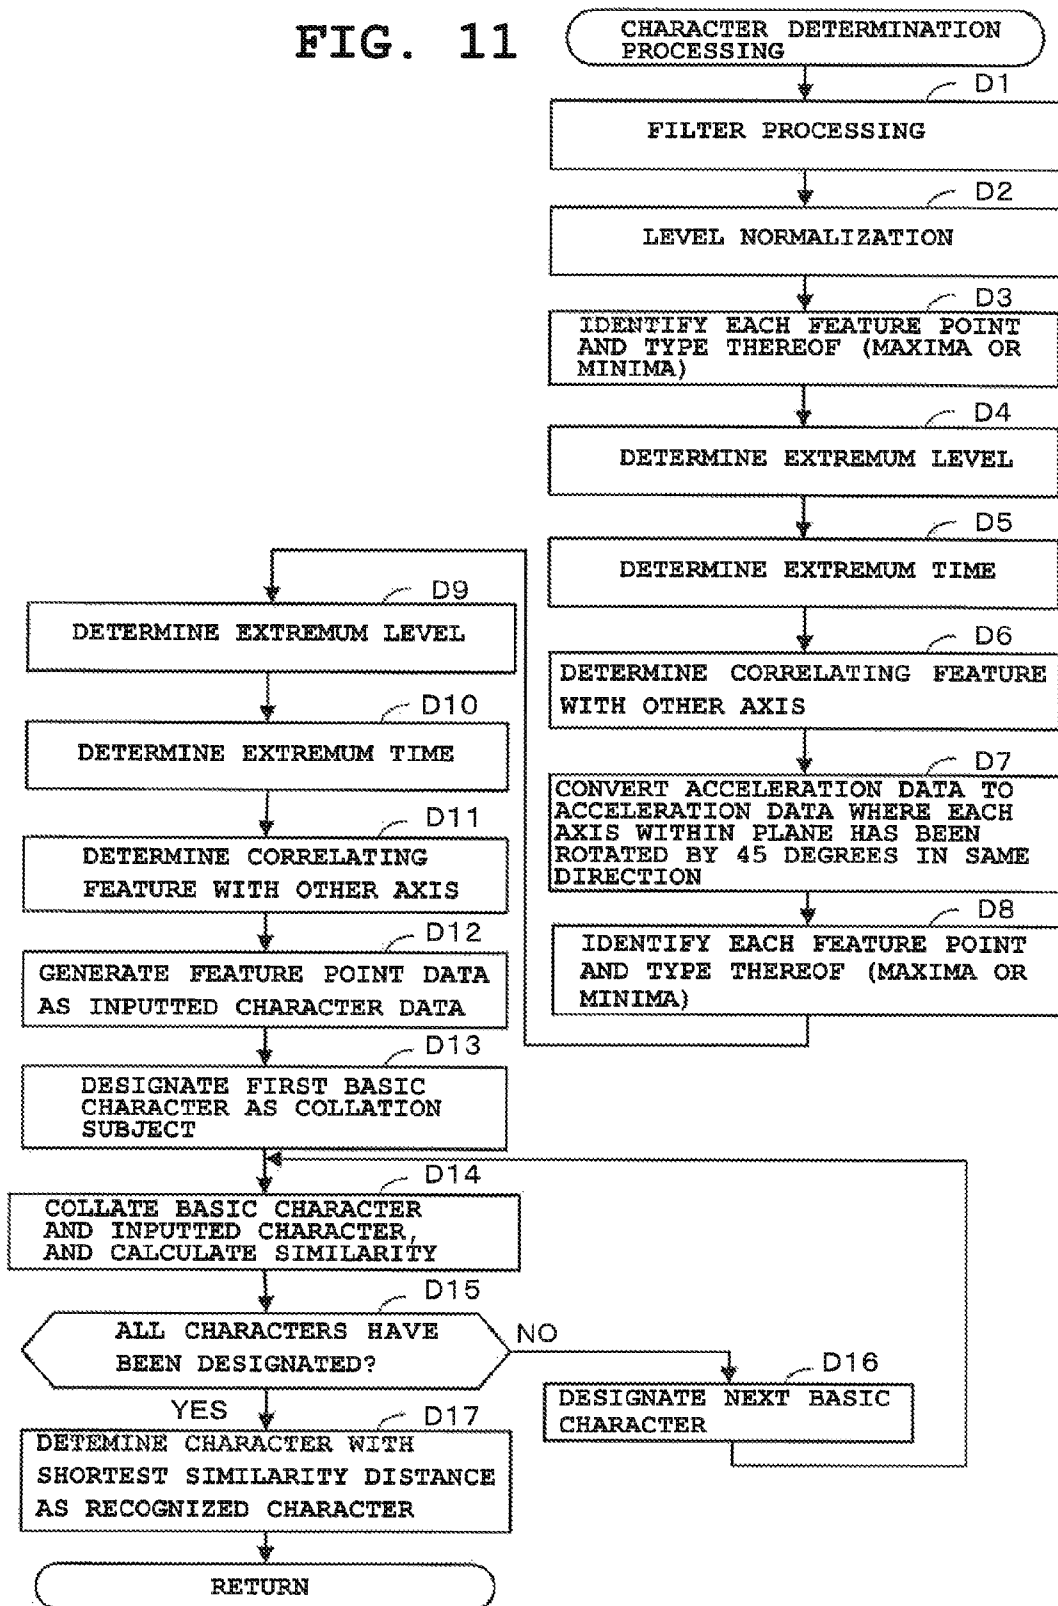 FIG. 11
CHARACTER DETERMINATION
PROCESSING
D1
FILTER PROCESSING
D2
LEVEL NORMALIZATION
D3
IDENTIFY EACH FEATURE POINT
AND TYPE THEREOF (MAXIMA OR
MINIMA)
D4
DETERMINE EXTREMUM LEVEL
D5
DETERMINE EXTREMUM TIME
D6
DETERMINE CORRELATING FEATURE
WITH OTHER AXIS
D7
CONVERT ACCELERATION DATA TO
ACCELERATION DATA WHERE EACH
AXIS WITHIN PLANE HAS BEEN
ROTATED BY 45 DEGREES IN SAME
DIRECTION
D8
IDENTIFY EACH FEATURE POINT
AND TYPE THEREOF (MAXIMA OR
MINIMA)
D9
DETERMINE EXTREMUM LEVEL
D10
DETERMINE EXTREMUM TIME
D11
DETERMINE CORRELATING
FEATURE WITH OTHER AXIS
D12
GENERATE FEATURE POINT DATA
AS INPUTTED CHARACTER DATA
D13
DESIGNATE FIRST BASIC
CHARACTER AS COLLATION
SUBJECT
D14
COLLATE BASIC CHARACTER
AND INPUTTED CHARACTER,
AND CALCULATE SIMILARITY
D15
ALL CHARACTERS HAVE
BEEN DESIGNATED?
NO
D16
DESIGNATE NEXT BASIC
CHARACTER
YES
D17
DETEMINE CHARACTER WITH
SHORTEST SIMILARITY DISTANCE
AS RECOGNIZED CHARACTER
RETURN